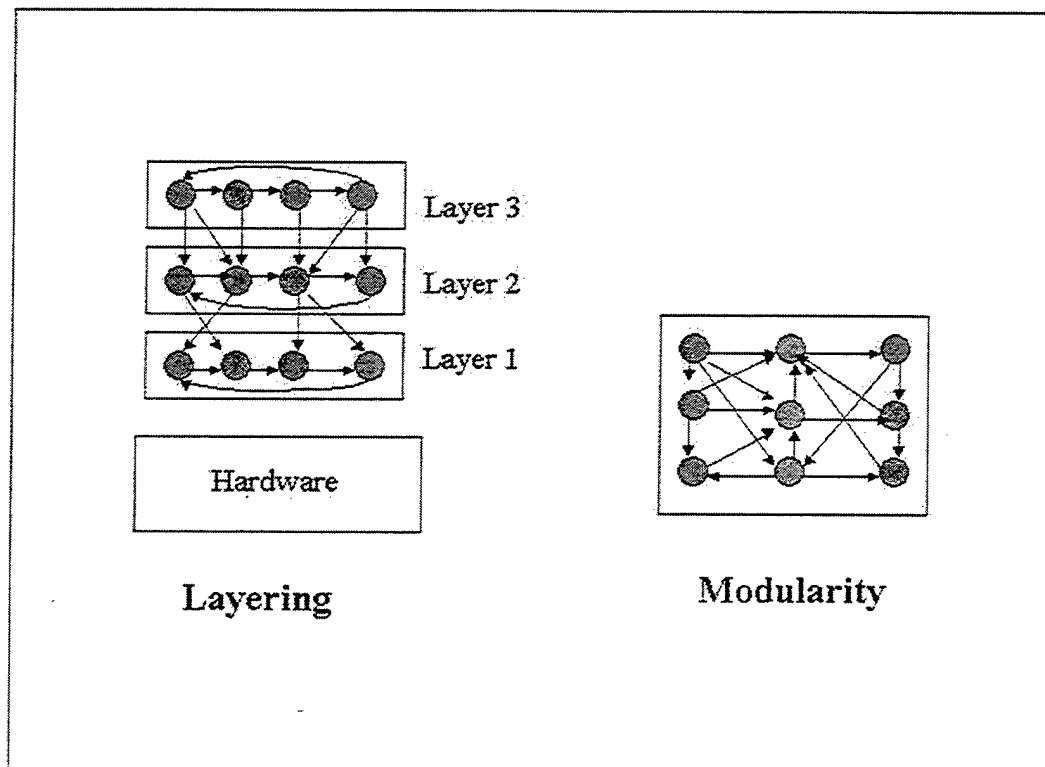 Layer 3
Layer 2
Layer 1
Hardware
Layering
Modularity